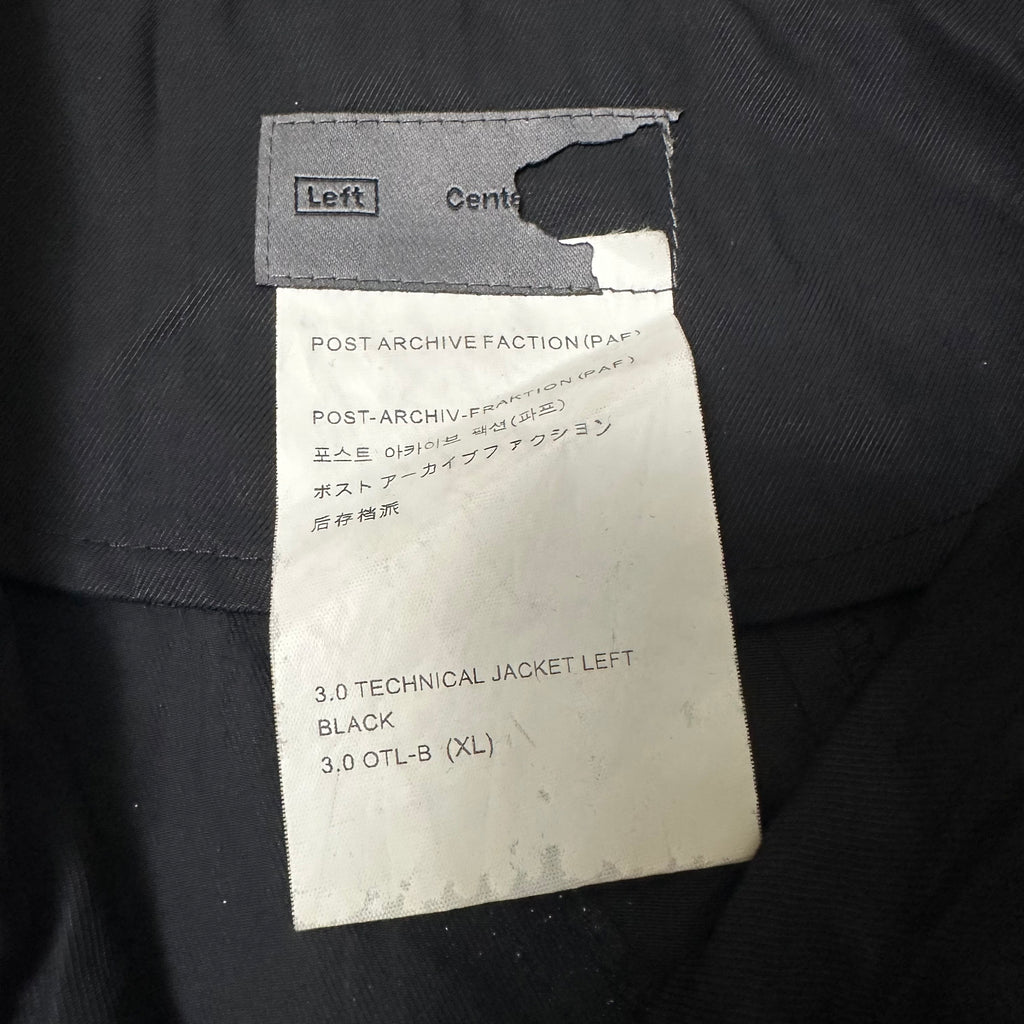 Left Cente
POST ARCHIVE FACTION (PAF)
POST-ARCHIV-FRAKTION (PAF)
포스트 아카이브 팩션(파프)
ポスト アーカイブファクション
后存档派
3.0 TECHNICAL JACKET LEFT
BLACK
3.0 OTL-B (XL)